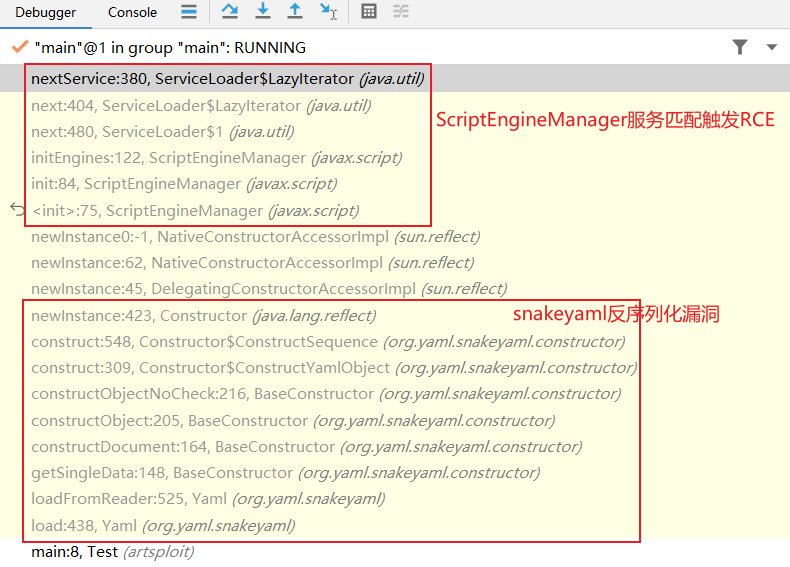 Debugger Console
"main"@1 in group "main": RUNNING
nextService:380, ServiceLoader$LazyIterator (java.util)
next:404, ServiceLoader$LazyIterator (java.util)
ScriptEngineManager服务匹配触发RCE
next:480, ServiceLoader$1 (java.util)
initEngines:122, ScriptEngineManager (javax.script)
init:84, ScriptEngineManager (javax.script)
<init>:75, ScriptEngineManager (javax.script)
newInstance0:-1, NativeConstructorAccessorImpl (sun.reflect)
newInstance:62, NativeConstructorAccessorImpl (sun.reflect)
newInstance:45, DelegatingConstructorAccessorImpl (sun.reflect)
newInstance:423, Constructor (java.lang.reflect)
snakeyaml反序列化漏洞
construct:548, Constructor$ConstructSequence (org.yaml.snakeyaml.constructor)
construct:309, Constructor$ConstructYamlObject (org.yaml.snakeyaml.constructor)
constructObjectNoCheck:216, BaseConstructor (org.yaml.snakeyaml.constructor)
constructObject:205, BaseConstructor (org.yaml.snakeyaml.constructor)
constructDocument:164, BaseConstructor (org.yaml.snakeyaml.constructor)
getSingleData:148, BaseConstructor (org.yaml.snakeyaml.constructor)
loadFromReader:525, Yaml (org.yaml.snakeyaml)
load:438, Yaml (org.yaml.snakeyaml)
main:8, Test (artsploit)